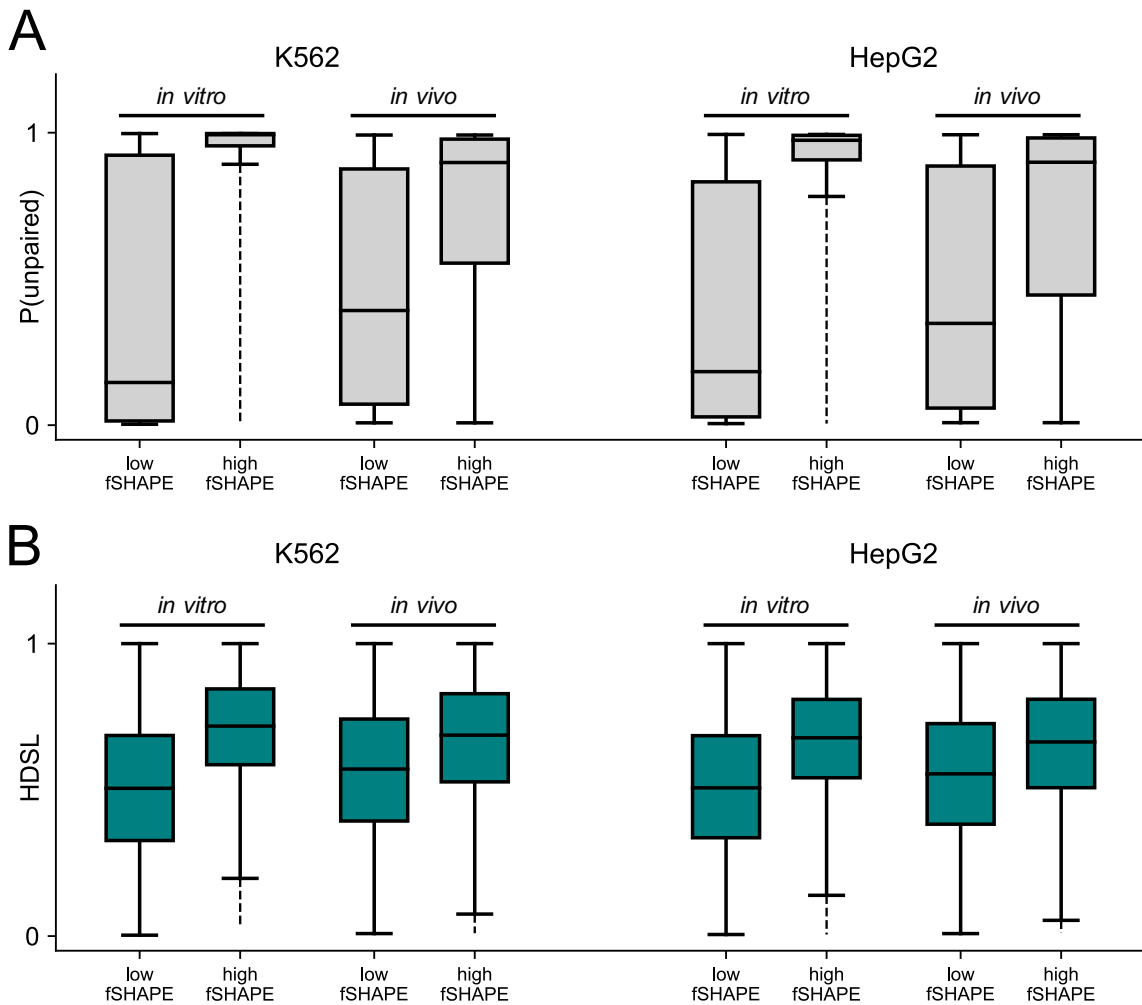 A
K562
HepG2
in vitro
in vivo
in vitro
in vivo
1
P(unpaired)
0
low
fSHAPE
high
fSHAPE
low
fSHAPE
high
fSHAPE
low
fSHAPE
high
fSHAPE
low
fSHAPE
high
fSHAPE
B
K562
HepG2
in vitro
in vivo
in vitro
in vivo
1
HDSL
0
low
fSHAPE
high
fSHAPE
low
fSHAPE
high
fSHAPE
low
fSHAPE
high
fSHAPE
low
fSHAPE
high
fSHAPE